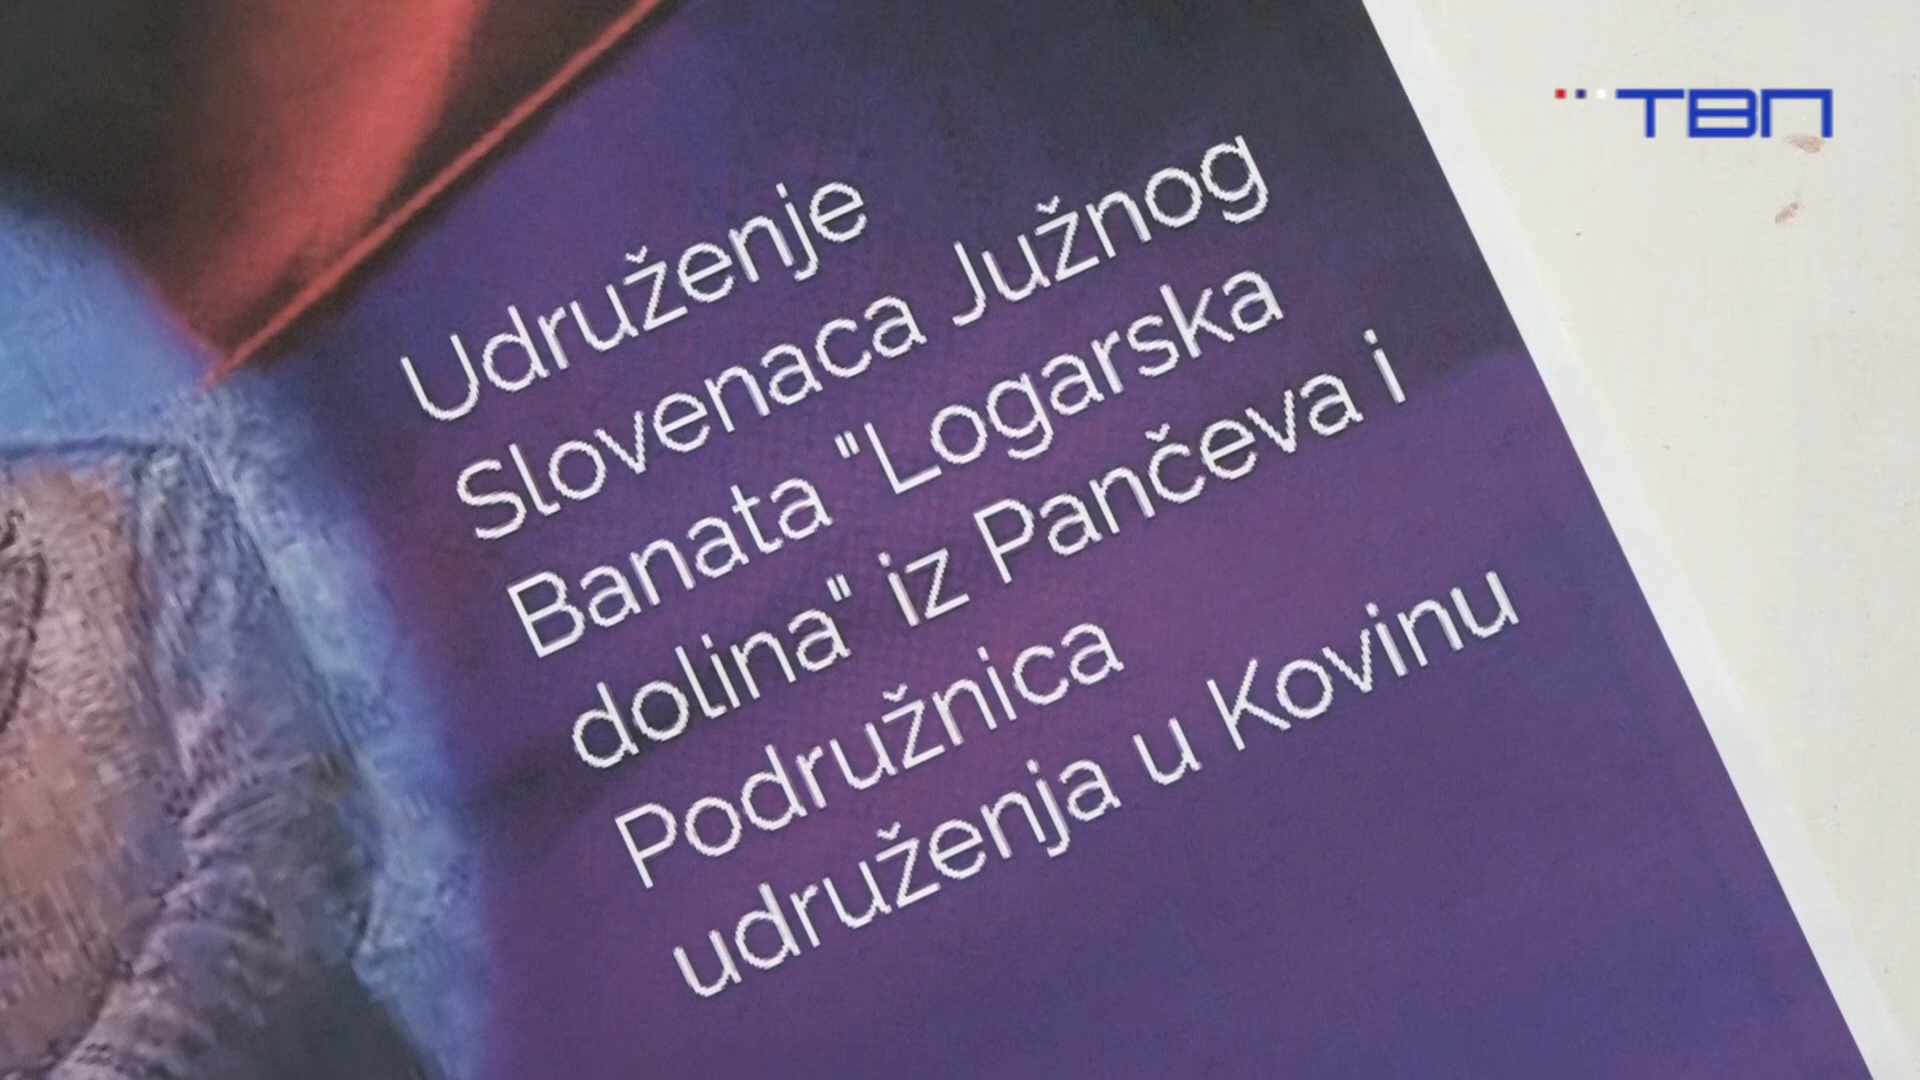 ТВП
Udruženje
Slovenaca Južnog
Banata "Logarska
dolina" iz Pančeva i
Podružnica
udruženja u Kovinu